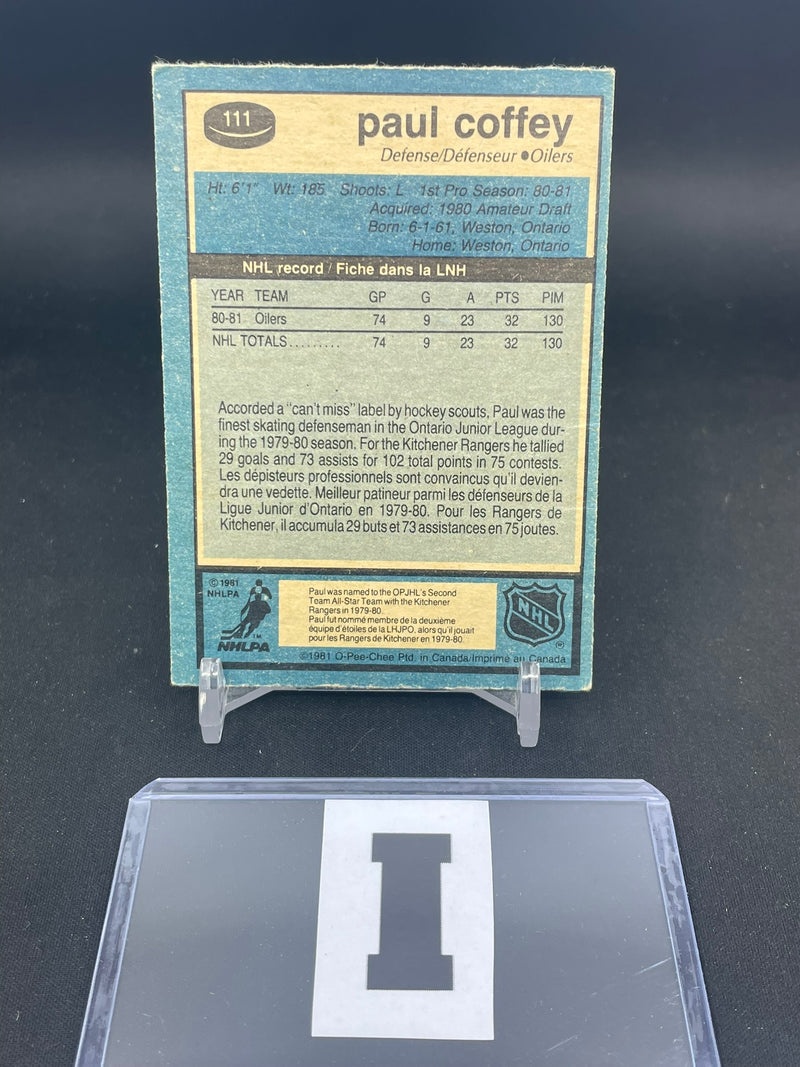 111
paul coffey
Defense/Défenseur • Oilers
Ht: 6'1" Wt: 185 Shoots: L 1st Pro Season: 80-81
Acquired: 1980 Amateur Draft
Born: 6-1-61, Weston, Ontario
Home: Weston, Ontario
NHL record / Fiche dans la LNH
YEAR TEAM GP G A PTS PIM
80-81 Oilers 74 9 23 32 130
NHL TOTALS......... 74 9 23 32 130
Accorded a "can't miss" label by hockey scouts, Paul was the
finest skating defenseman in the Ontario Junior League dur-
ing the 1979-80 season. For the Kitchener Rangers he tallied
29 goals and 73 assists for 102 total points in 75 contests.
Les dépisteurs professionnels sont convaincus qu'il devien-
dra une vedette. Meilleur patineur parmi les défenseurs de la
Ligue Junior d'Ontario en 1979-80. Pour les Rangers de
Kitchener, il accumula 29 buts et 73 assistances en 75 joutes.
© 1981
NHLPA
TM
NHLPA
Paul was named to the OPJHL's Second
Team All-Star Team with the Kitchener
Rangers in 1979-80.
Paul fut nommé membre de la deuxième
équipe d'étoiles de la LHJPO, alors qu'il jouait
pour les Rangers de Kitchener en 1979-80.
NHL
®
©1981 O-Pee-Chee Ptd. in Canada/Imprimé au Canada
I